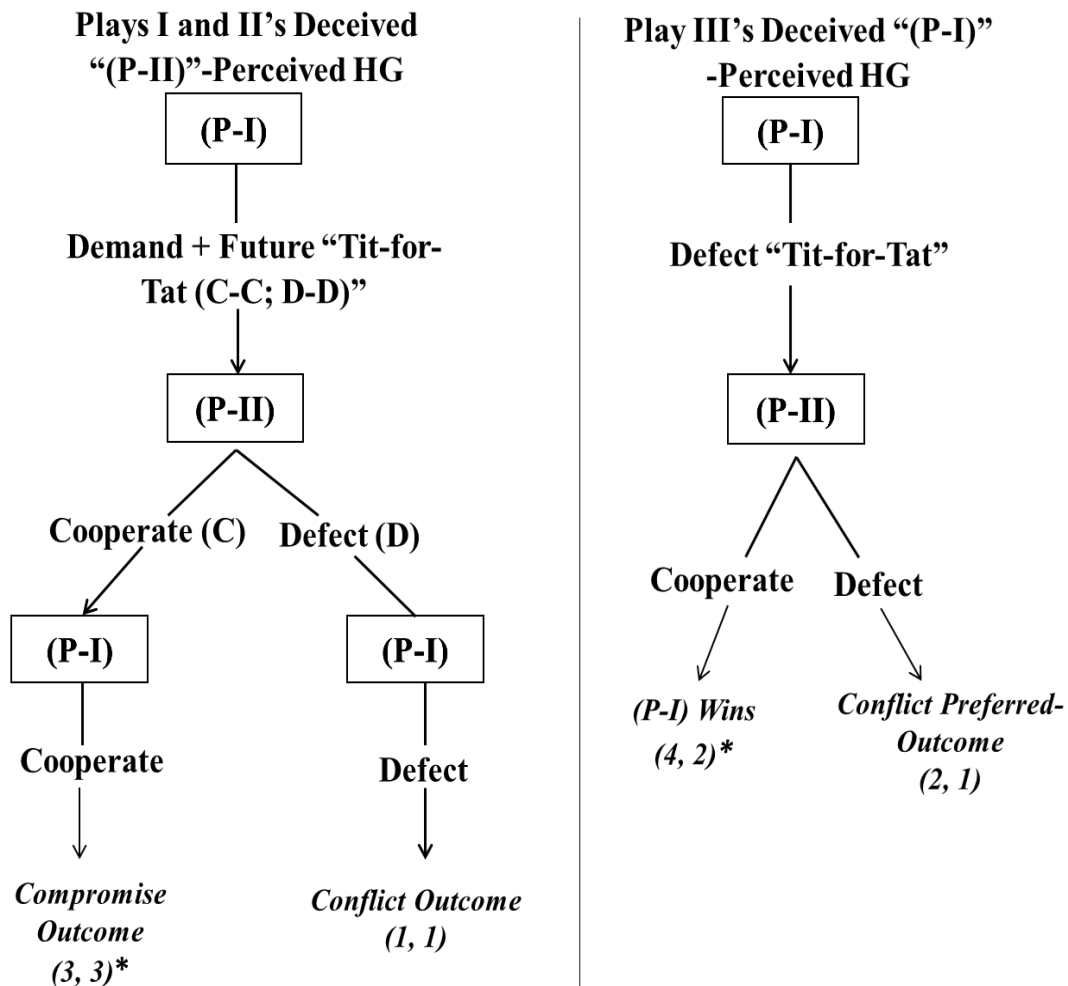 Plays I and II’s Deceived
“(P-II)”-Perceived HG
(P-I)
Demand + Future “Tit-for-
Tat (C-C; D-D)”
(P-II)
Cooperate (C)
Defect (D)
(P-I)
(P-I)
Cooperate
Defect
Compromise
Outcome
(3, 3)*
Conflict Outcome
(1, 1)
Play III’s Deceived “(P-I)”
-Perceived HG
(P-I)
Defect “Tit-for-Tat”
(P-II)
Cooperate
Defect
(P-I) Wins
(4, 2)*
Conflict Preferred-
Outcome
(2, 1)